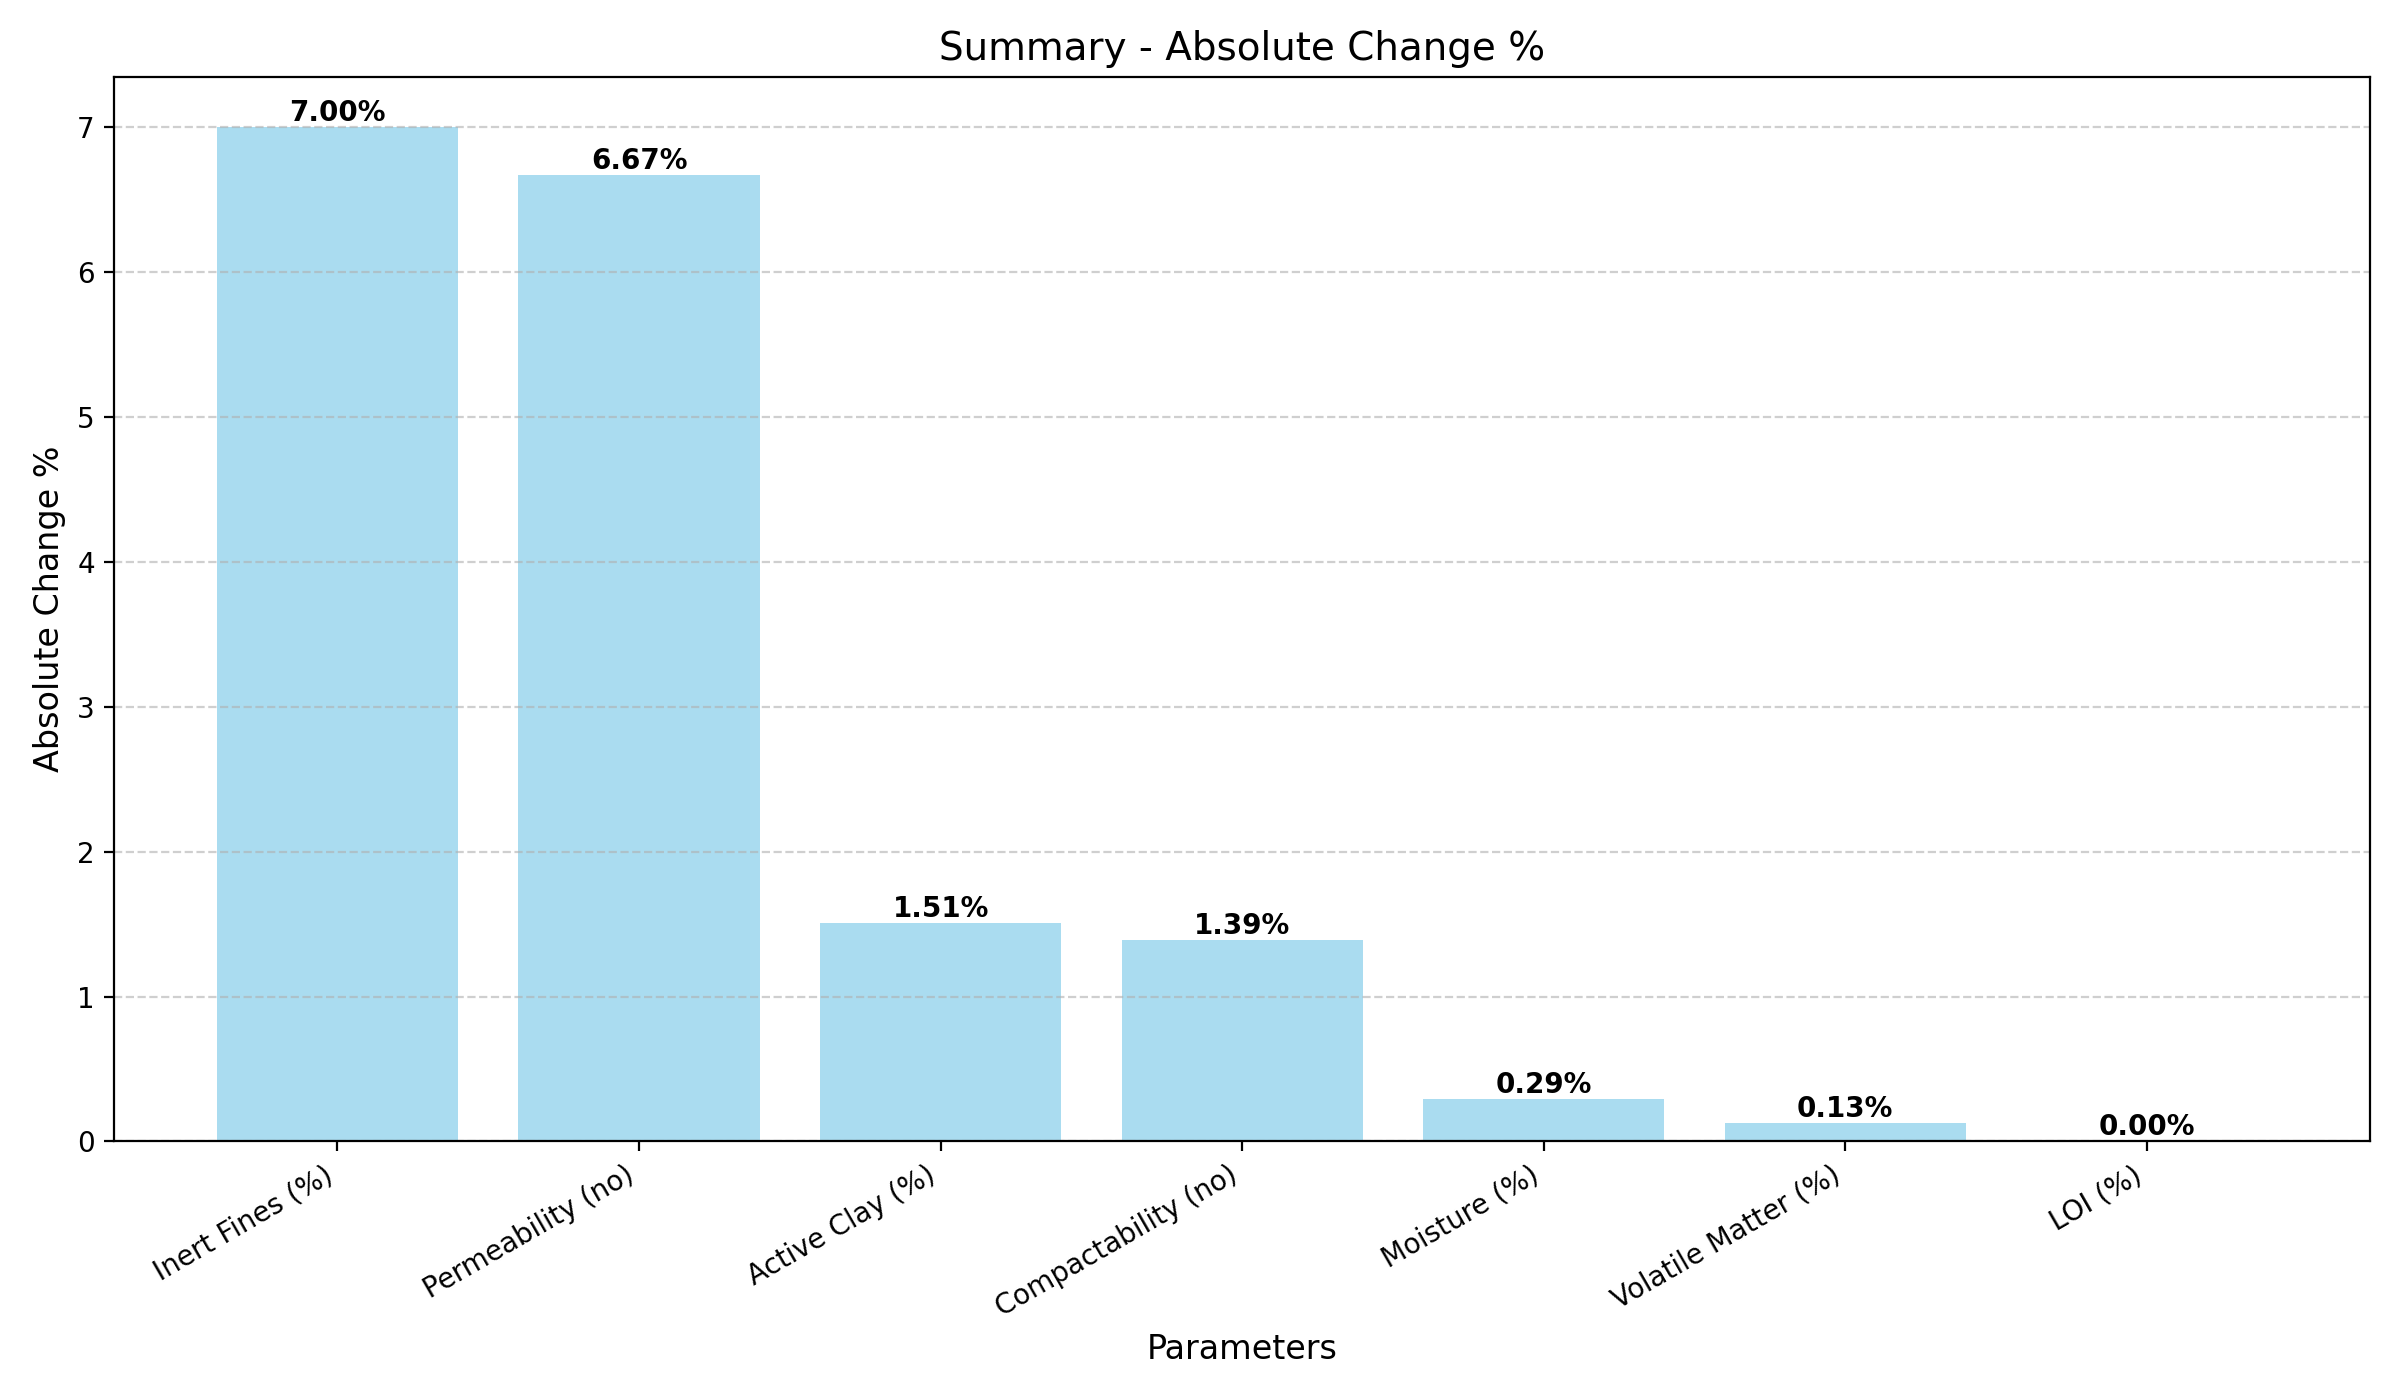 Summary - Absolute Change %
Absolute Change %
7
6
5
4
3
2
1
0
7.00%
6.67%
1.51%
1.39%
0.29%
0.13%
0.00%
Inert Fines (%)
Permeability (no)
Active Clay (%)
Compactability (no)
Moisture (%)
Volatile Matter (%)
LOI (%)
Parameters